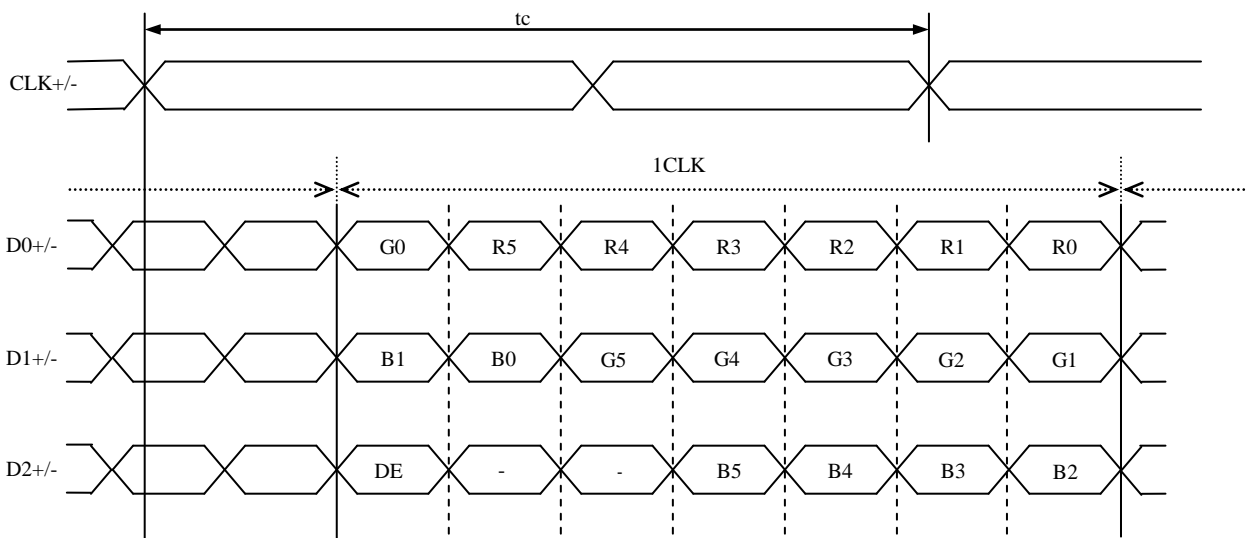 tc
CLK+/-
1CLK
D0+/- G0 R5 R4 R3 R2 R1 R0
D1+/- B1 B0 G5 G4 G3 G2 G1
D2+/- DE - - B5 B4 B3 B2